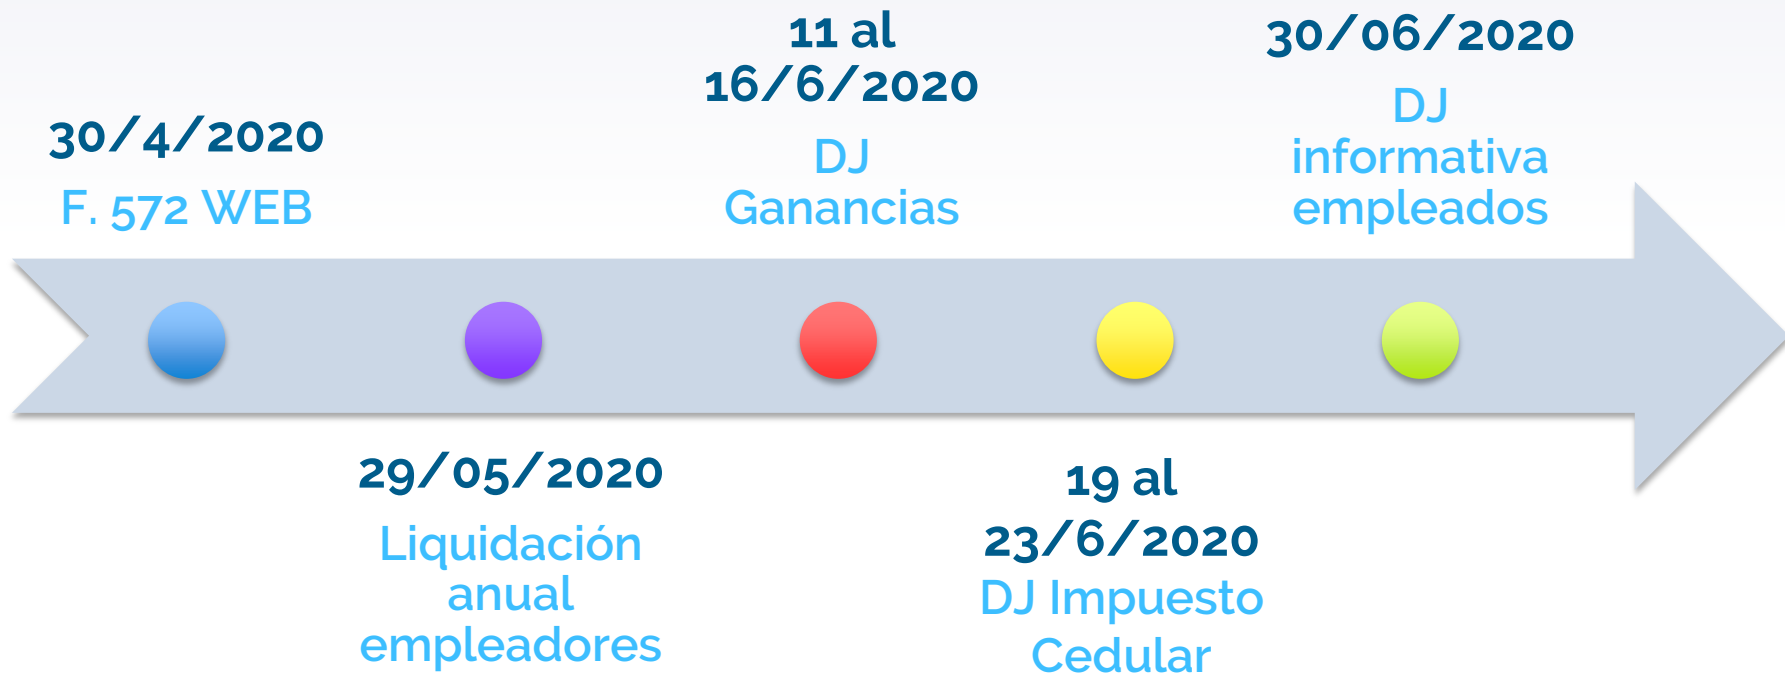 30/4/2020
F. 572 WEB
29/05/2020
Liquidación
anual
empleadores
11 al
16/6/2020
DJ
Ganancias
19 al
23/6/2020
DJ Impuesto
Cedular
30/06/2020
DJ
informativa
empleados